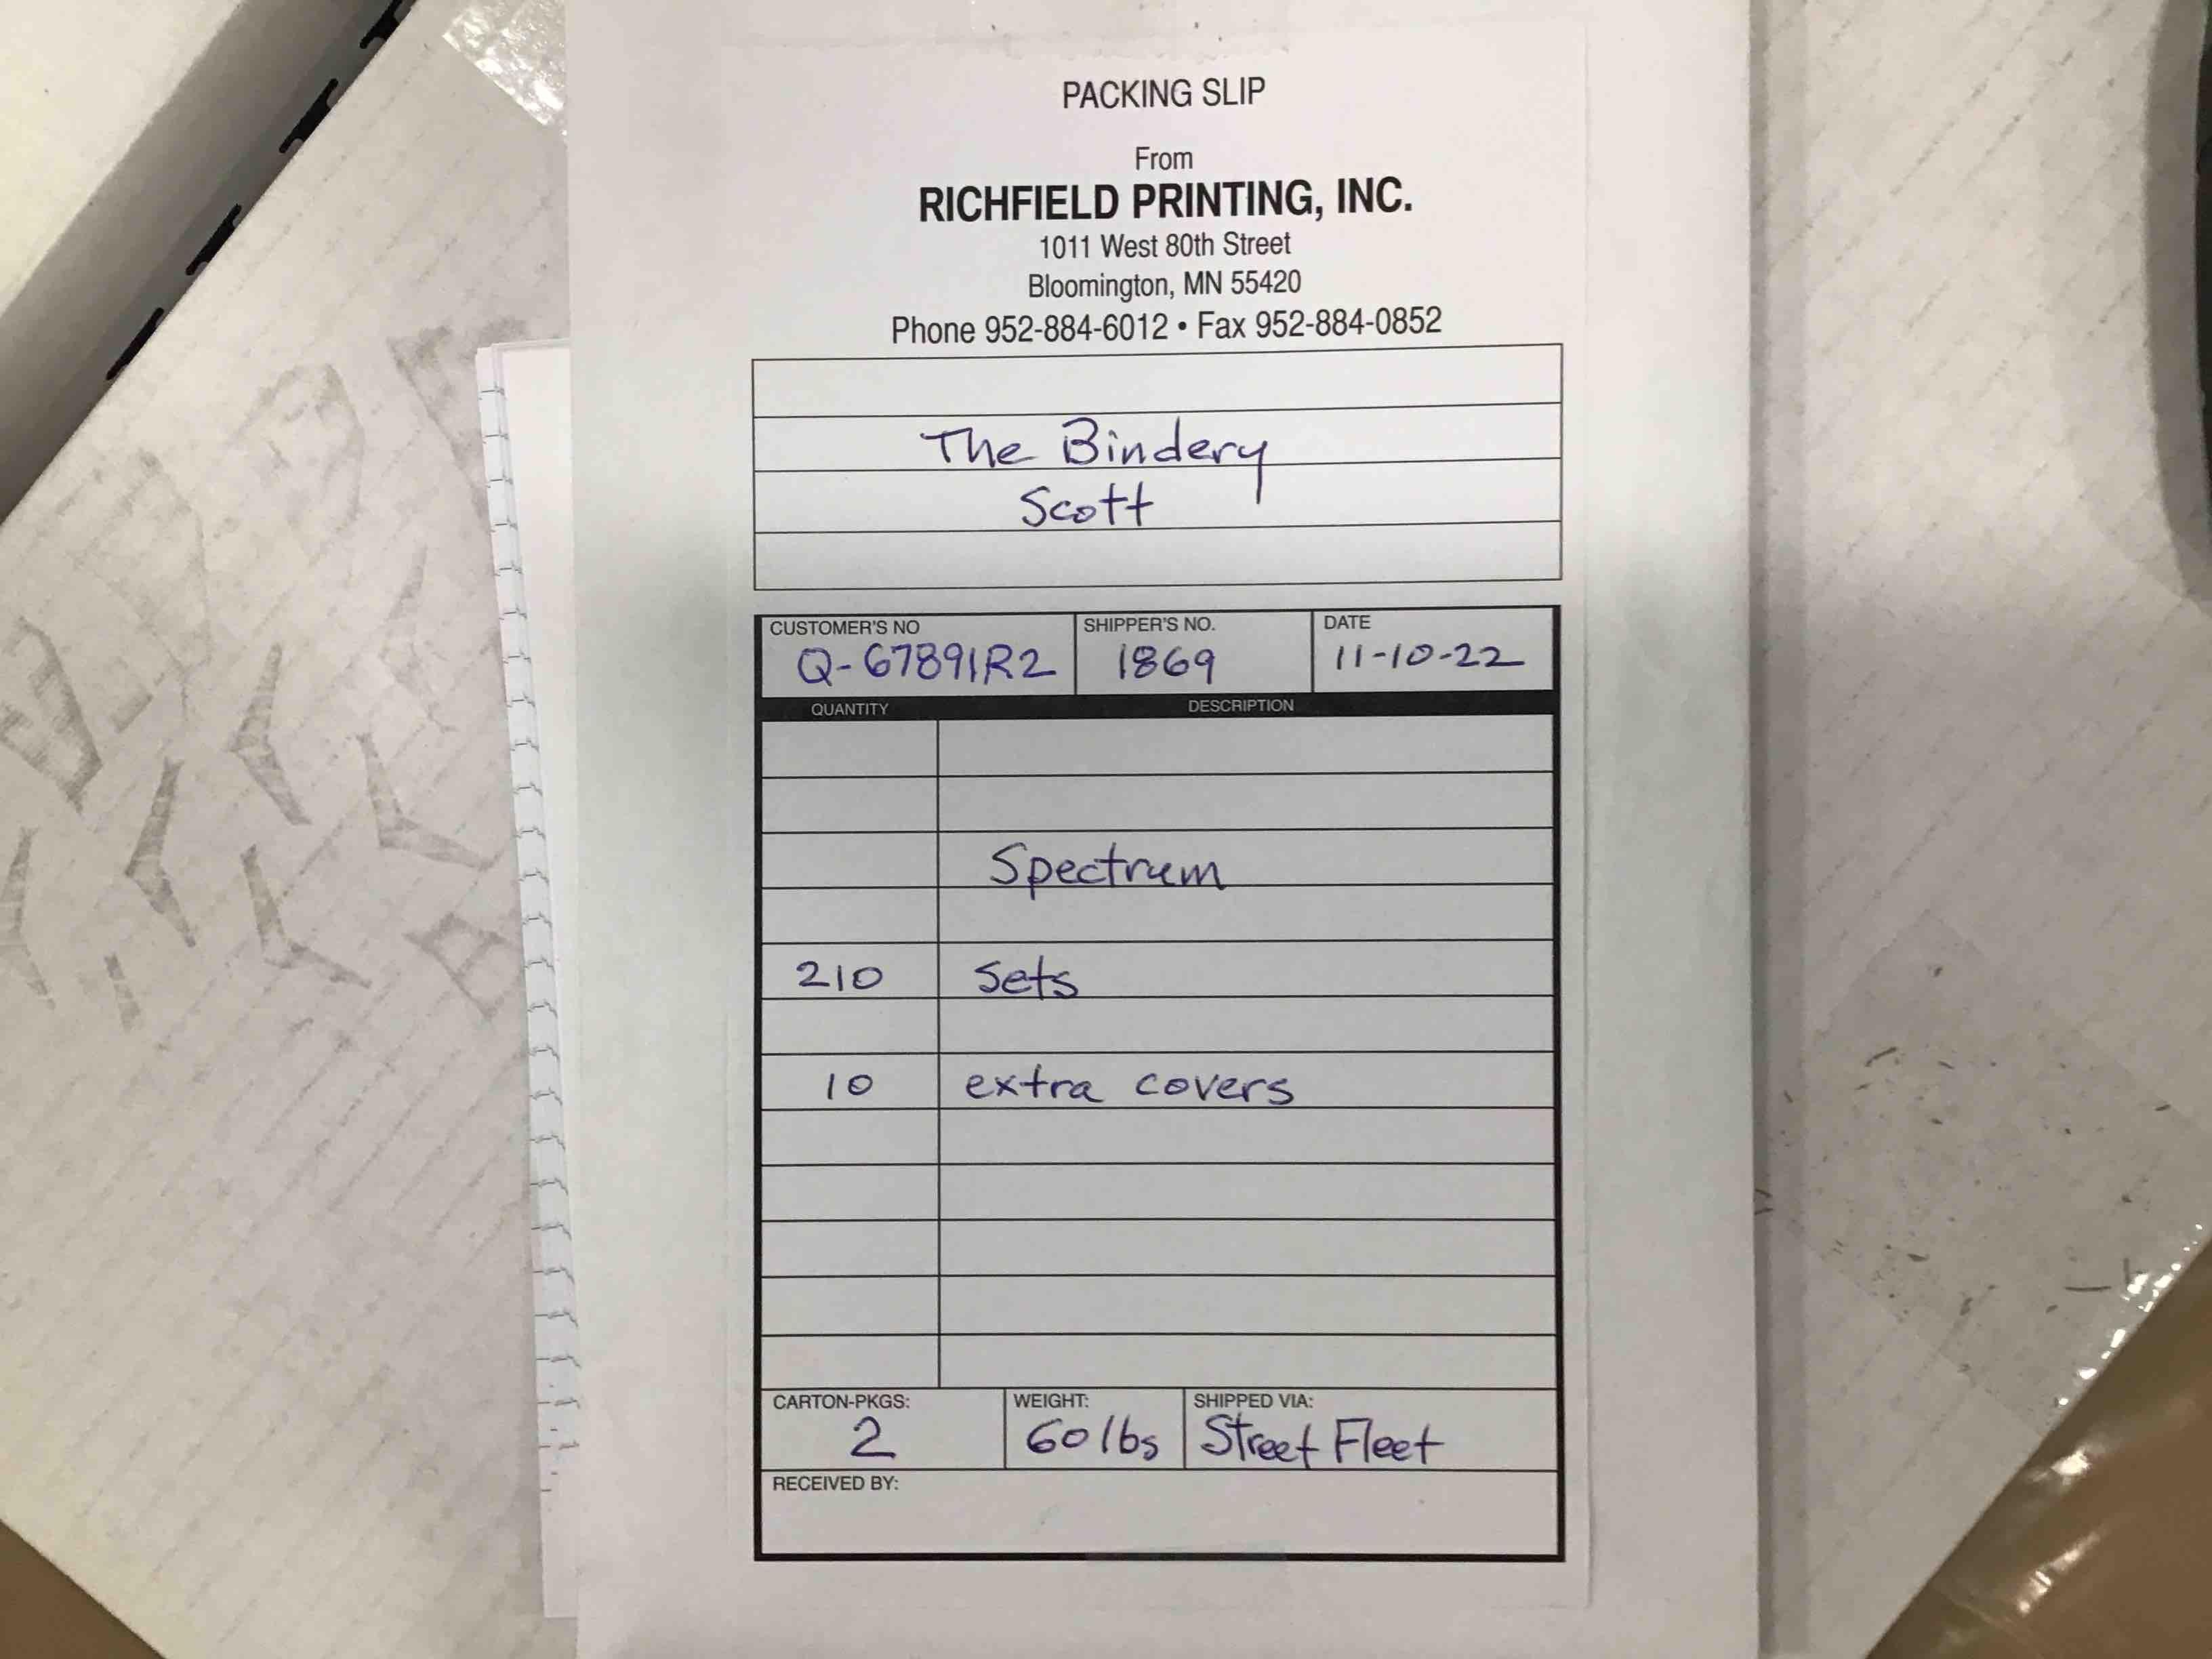 PACKING SLIP
From
RICHFIELD PRINTING, INC.
1011 West 80th Street
Bloomington, MN 55420
Phone 952-884-6012 • Fax 952-884-0852
The Bindery
Scott
CUSTOMER'S NO SHIPPER'S NO. DATE
Q-67891R2 1869 11-10-22
QUANTITY DESCRIPTION
Spectrum
210 sets
10 extra covers
CARTON-PKGS: WEIGHT: SHIPPED VIA:
2 60 lbs Street Fleet
RECEIVED BY: